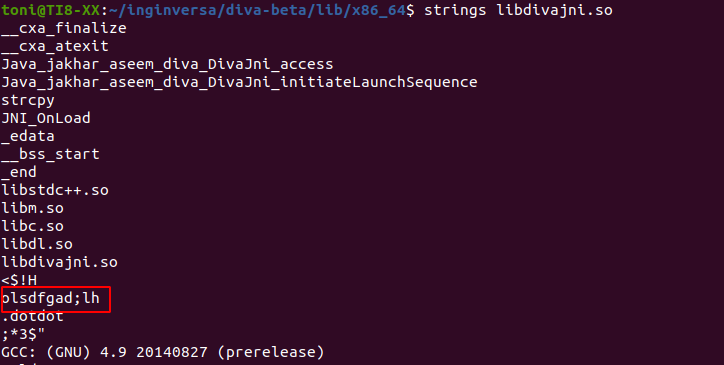 toni@TI8-XX:~/inginversa/diva-beta/lib/x86_64$ strings libdivajni.so
__cxa_finalize
__cxa_atexit
Java_jakhar_aseem_diva_DivaJni_access
Java_jakhar_aseem_diva_DivaJni_initiateLaunchSequence
strcpy
JNI_OnLoad
_edata
__bss_start
_end
libstdc++.so
libm.so
libc.so
libdl.so
libdivajni.so
<$!H
olsdfgad;lh
.dotdot
;*3$"
GCC: (GNU) 4.9 20140827 (prerelease)